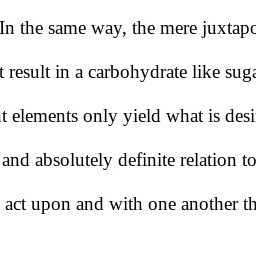 In the same way, the mere juxtapo
t result in a carbohydrate like suga
t elements only yield what is desi
and absolutely definite relation to
act upon and with one another th